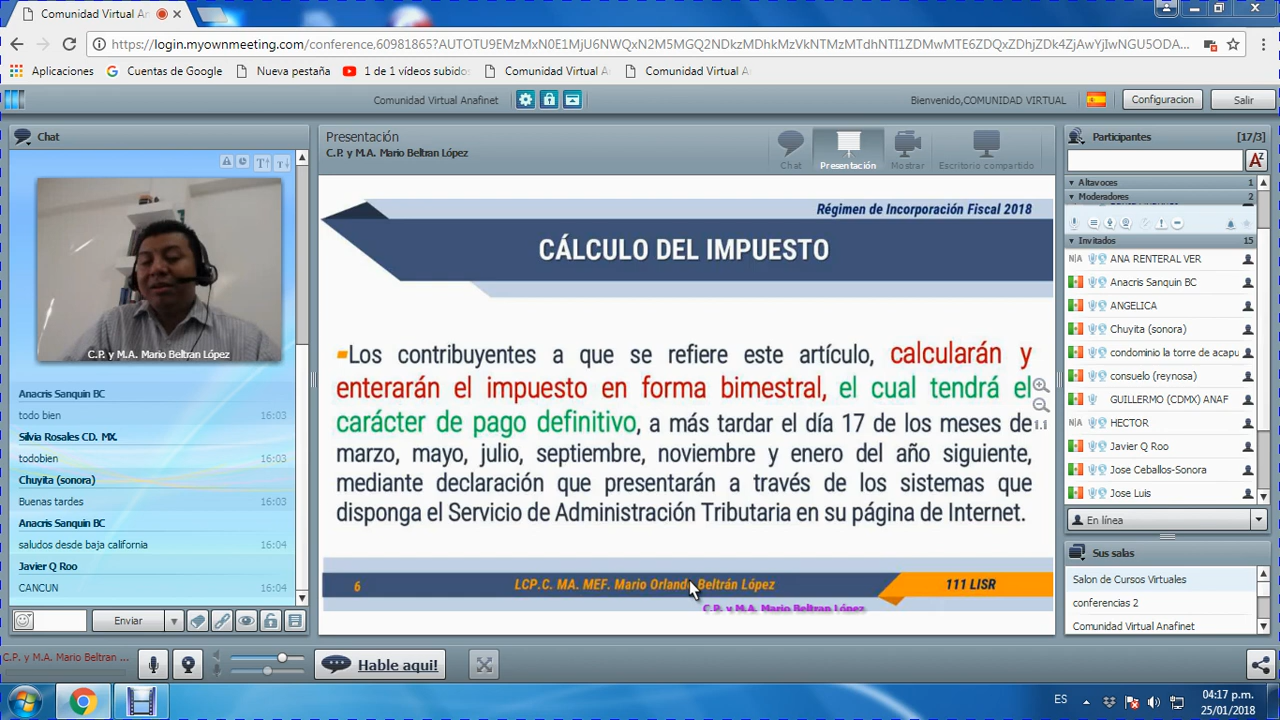 Comunidad Virtual An
https://login.myownmeeting.com/conference,60981865?AUTOTU9EMzMxN0E1MjU6NWQxN2M5MGQ2NDkzMDhkMzVkNTMzMTdhNTI1ZDMwMTE6ZDQxZDhjZDk4ZjAwYjIwNGU5ODA...
Aplicaciones
Cuentas de Google
Nueva pestaña
1 de 1 vídeos subidos
Comunidad Virtual A
Comunidad Virtual A
Comunidad Virtual Anafinet
Bienvenido,COMUNIDAD VIRTUAL
Configuracion
Salir
Chat
C.P. y M.A. Mario Beltran López
Anacris Sanquin BC
todo bien 16:03
Silvia Rosales CD. MX.
todobien 16:03
Chuyita (sonora)
Buenas tardes 16:03
Anacris Sanquin BC
saludos desde baja california 16:04
Javier Q Roo
CANCUN 16:04
Enviar
Presentación
C.P. y M.A. Mario Beltran López
Chat
Presentación
Mostrar
Escritorio compartido
Régimen de Incorporación Fiscal 2018
CÁLCULO DEL IMPUESTO
Los contribuyentes a que se refiere este artículo, calcularán y
enterarán el impuesto en forma bimestral, el cual tendrá el
carácter de pago definitivo, a más tardar el día 17 de los meses de
marzo, mayo, julio, septiembre, noviembre y enero del año siguiente,
mediante declaración que presentarán a través de los sistemas que
disponga el Servicio de Administración Tributaria en su página de Internet.
1.1
6
LCP.C. MA. MEF. Mario Orlando Beltrán López
111 LISR
C.P. y M.A. Mario Beltran López
Participantes [17/3]
Altavoces 1
Moderadores 2
Invitados 15
N/A ANA RENTERAL VER
Anacris Sanquin BC
ANGELICA
Chuyita (sonora)
condominio la torre de acapu
consuelo (reynosa)
GUILLERMO (CDMX) ANAF
N/A HECTOR
Javier Q Roo
Jose Ceballos-Sonora
Jose Luis
En línea
Sus salas
Salon de Cursos Virtuales
conferencias 2
Comunidad Virtual Anafinet
C.P. y M.A. Mario Beltran ...
Hable aqui!
ES
04:17 p.m.
25/01/2018